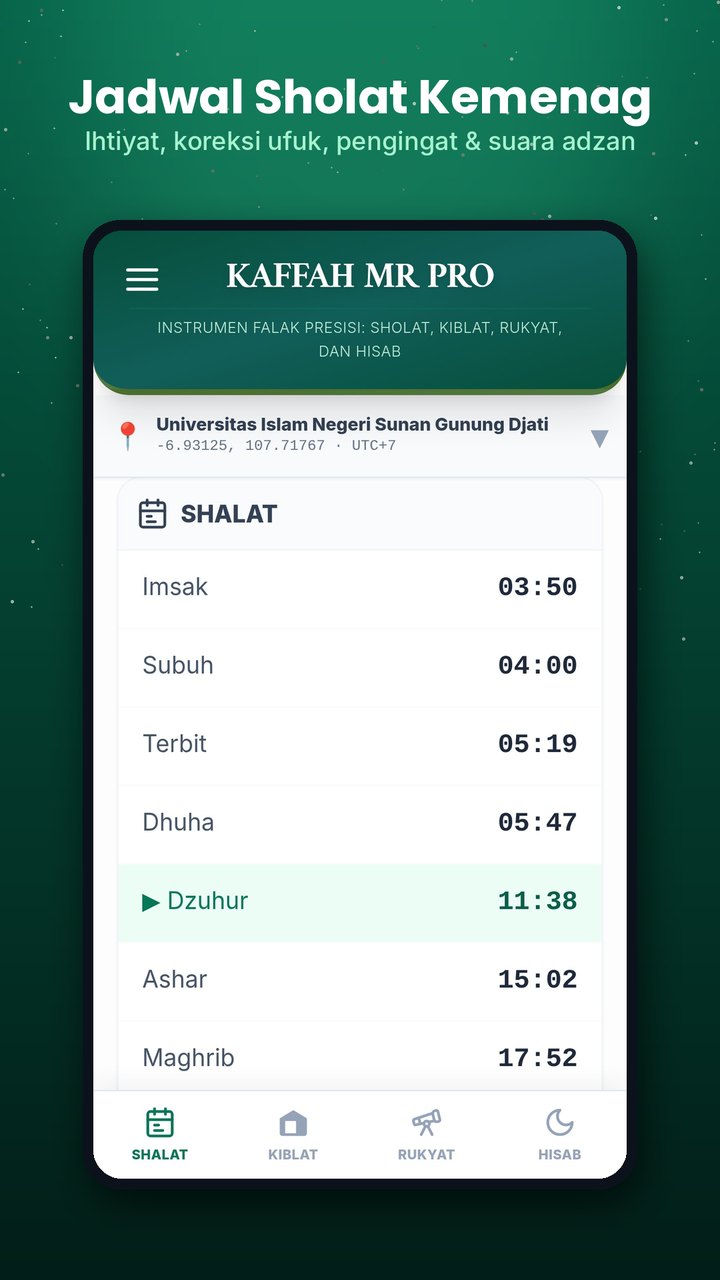 Jadwal Sholat Kemenag
Ihtiyat, koreksi ufuk, pengingat & suara adzan
KAFFAH MR PRO
INSTRUMEN FALAK PRESISI: SHOLAT, KIBLAT, RUKYAT,
DAN HISAB
Universitas Islam Negeri Sunan Gunung Djati
-6.93125, 107.71767 · UTC+7
SHALAT
Imsak 03:50
Subuh 04:00
Terbit 05:19
Dhuha 05:47
▶ Dzuhur 11:38
Ashar 15:02
Maghrib 17:52
SHALAT KIBLAT RUKYAT HISAB